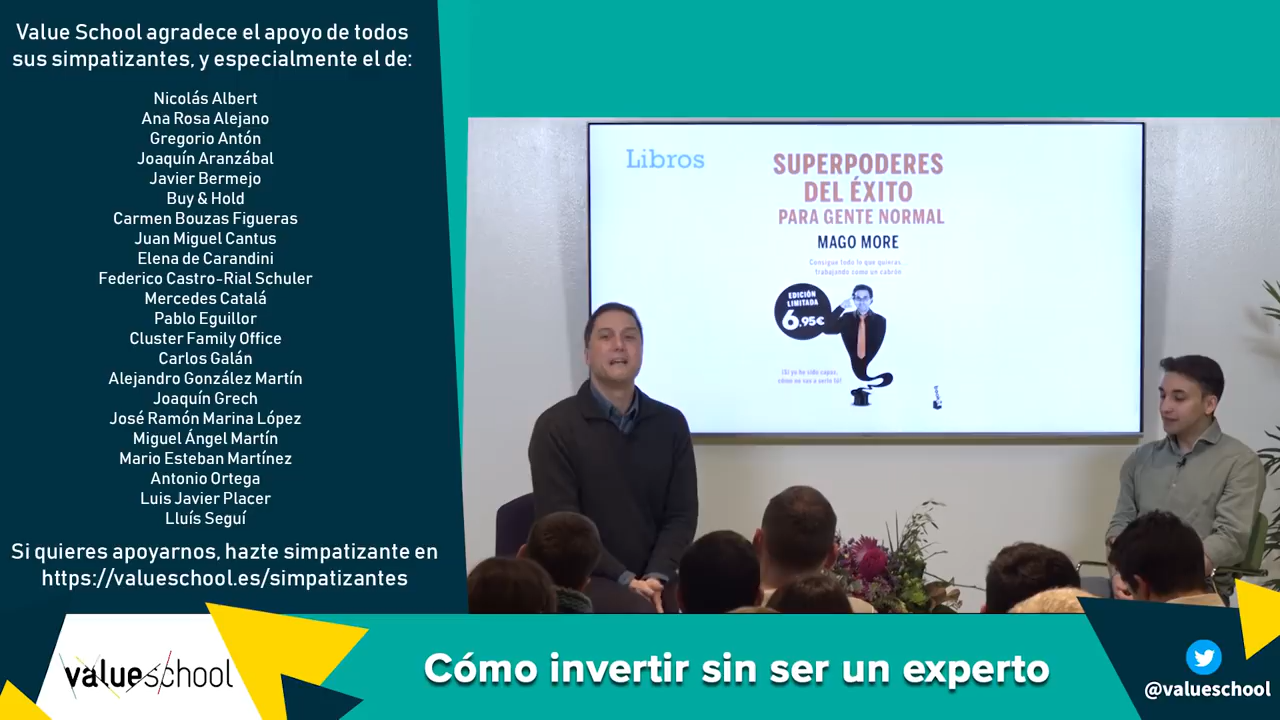 Value School agradece el apoyo de todos
sus simpatizantes, y especialmente el de:
Nicolás Albert
Ana Rosa Alejano
Gregorio Antón
Joaquín Aranzábal
Javier Bermejo
Buy & Hold
Carmen Bouzas Figueras
Juan Miguel Cantus
Elena de Carandini
Federico Castro-Rial Schuler
Mercedes Catalá
Pablo Eguillor
Cluster Family Office
Carlos Galán
Alejandro González Martín
Joaquín Grech
José Ramón Marina López
Miguel Ángel Martín
Mario Esteban Martínez
Antonio Ortega
Luis Javier Placer
Lluís Seguí
Si quieres apoyarnos, hazte simpatizante en
https://valueschool.es/simpatizantes
Libros
SUPERPODERES
DEL ÉXITO
PARA GENTE NORMAL
MAGO MORE
Consigue todo lo que quieras
trabajando como un cabrón
EDICIÓN
LIMITADA
6,95€
¡Si yo he sido capaz,
cómo no vas a serlo tú!
valueschool
Cómo invertir sin ser un experto
@valueschool